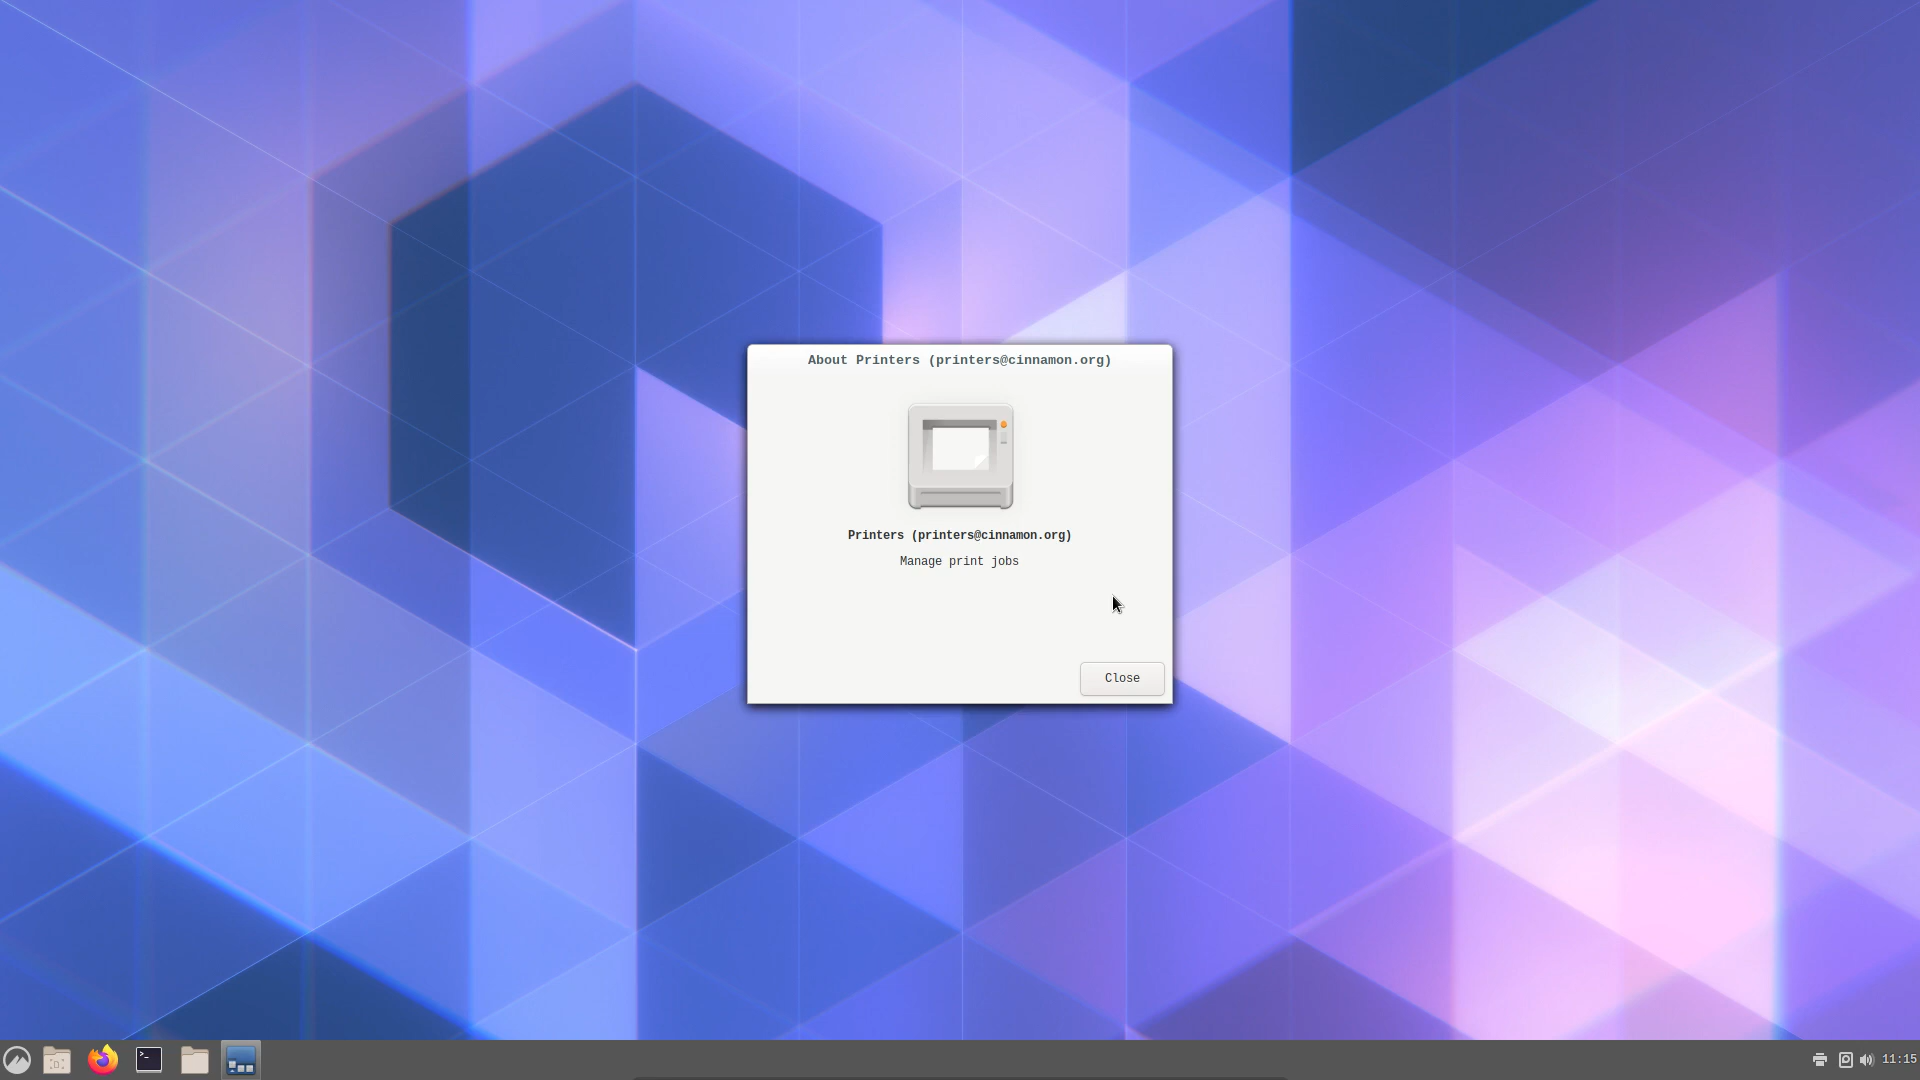 About Printers (printers@cinnamon.org)
Printers (printers@cinnamon.org)
Manage print jobs
Close
11:15